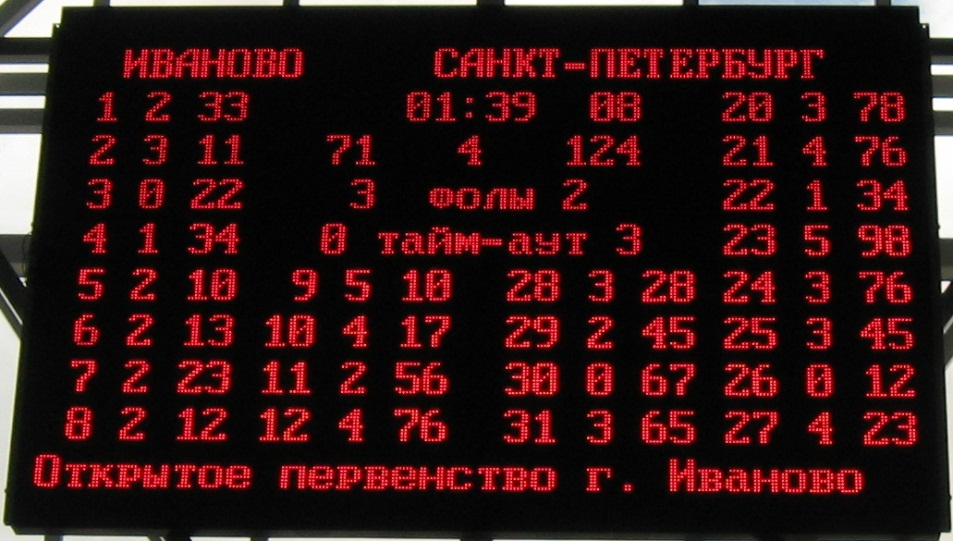 ИВАНОВО САНКТ-ПЕТЕРБУРГ
1 2 33 01:39 08 20 3 78
2 3 11 71 4 124 21 4 76
3 0 22 3 фолы 2 22 1 34
4 1 34 0 тайм-аут 3 23 5 98
5 2 10 9 5 10 28 3 28 24 3 76
6 2 13 10 4 17 29 2 45 25 3 45
7 2 23 11 2 56 30 0 67 26 0 12
8 2 12 12 4 76 31 3 65 27 4 23
Открытое первенство г. Иваново